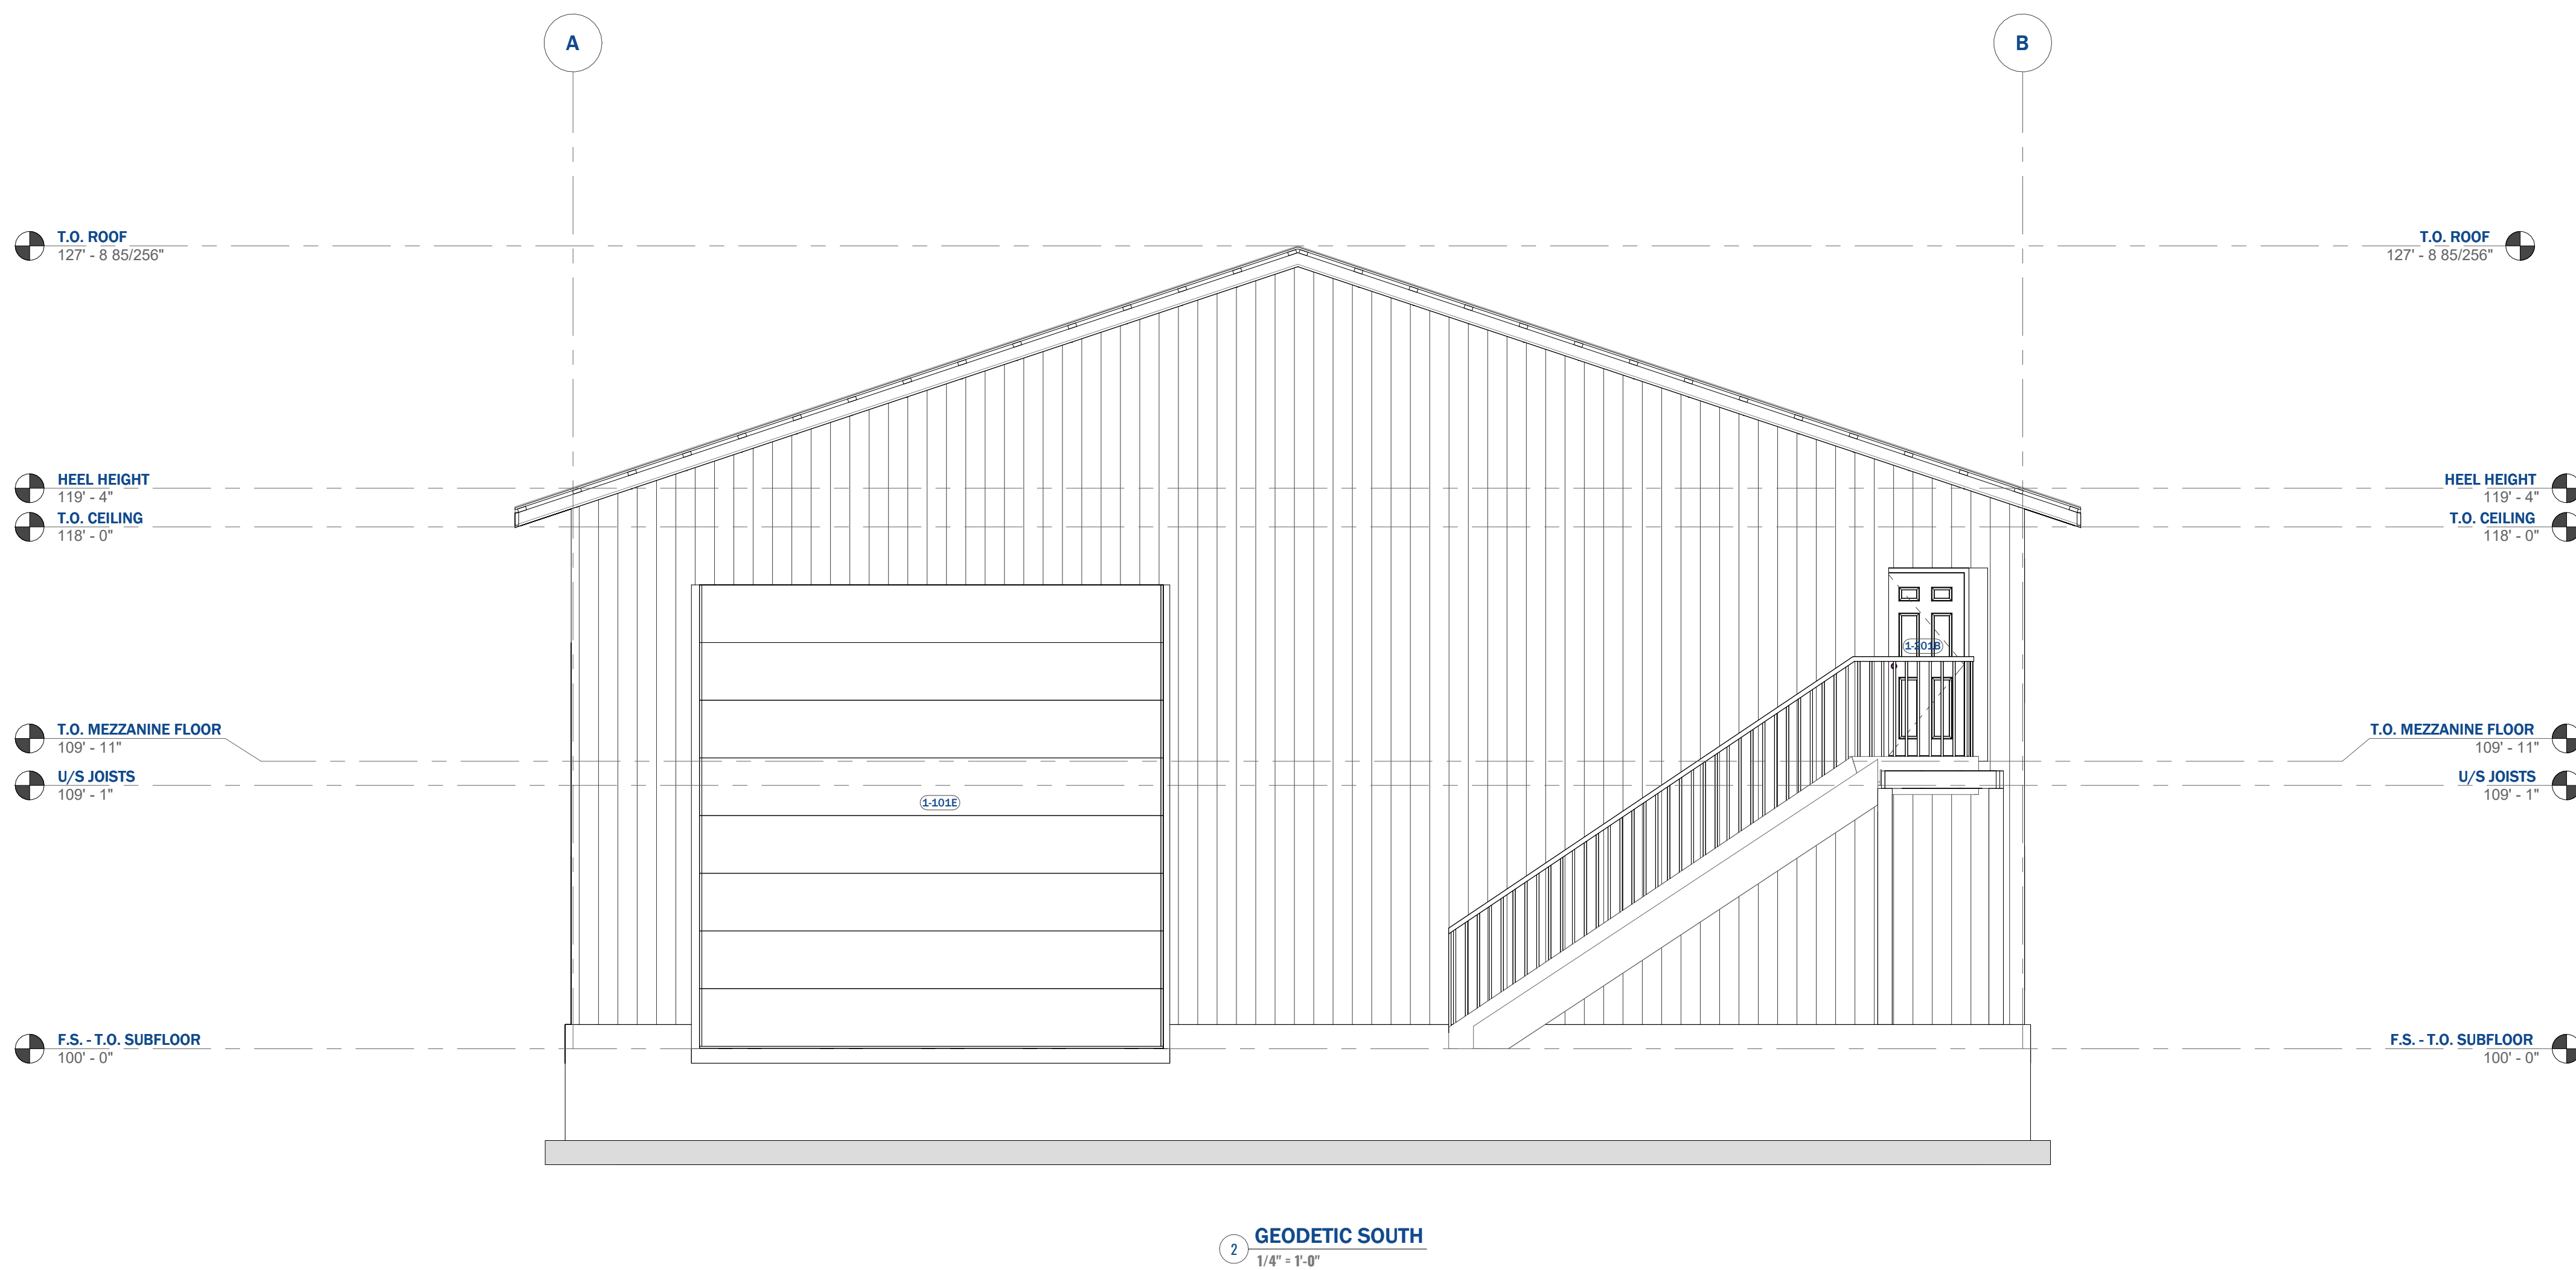 A
B
T.O. ROOF
127' - 8 85/256"
T.O. ROOF
127' - 8 85/256"
HEEL HEIGHT
119' - 4"
HEEL HEIGHT
119' - 4"
T.O. CEILING
118' - 0"
T.O. CEILING
118' - 0"
1-201B
T.O. MEZZANINE FLOOR
109' - 11"
T.O. MEZZANINE FLOOR
109' - 11"
U/S JOISTS
109' - 1"
U/S JOISTS
109' - 1"
1-101E
F.S. - T.O. SUBFLOOR
100' - 0"
F.S. - T.O. SUBFLOOR
100' - 0"
2
GEODETIC SOUTH
1/4" = 1'-0"